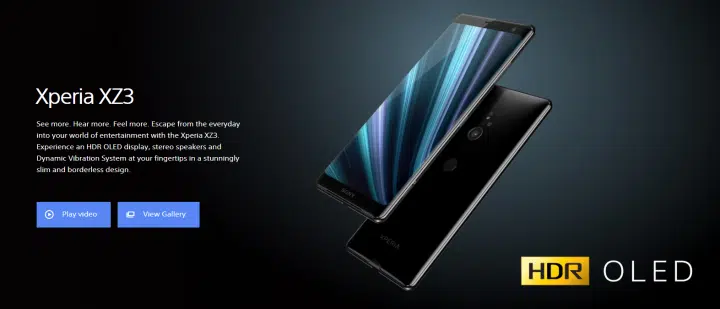 Xperia XZ3
See more. Hear more. Feel more. Escape from the everyday
into your world of entertainment with the Xperia XZ3.
Experience an HDR OLED display, stereo speakers and
Dynamic Vibration System at your fingertips in a stunningly
slim and borderless design.
Play video
View Gallery
SONY
XPERIA
HDR OLED